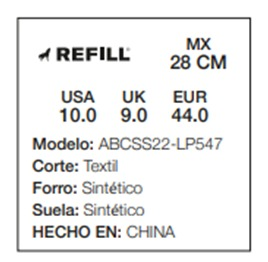 REFILL MX
28 CM
USA UK EUR
10.0 9.0 44.0
Modelo: ABCSS22-LP547
Corte: Textil
Forro: Sintético
Suela: Sintético
HECHO EN: CHINA